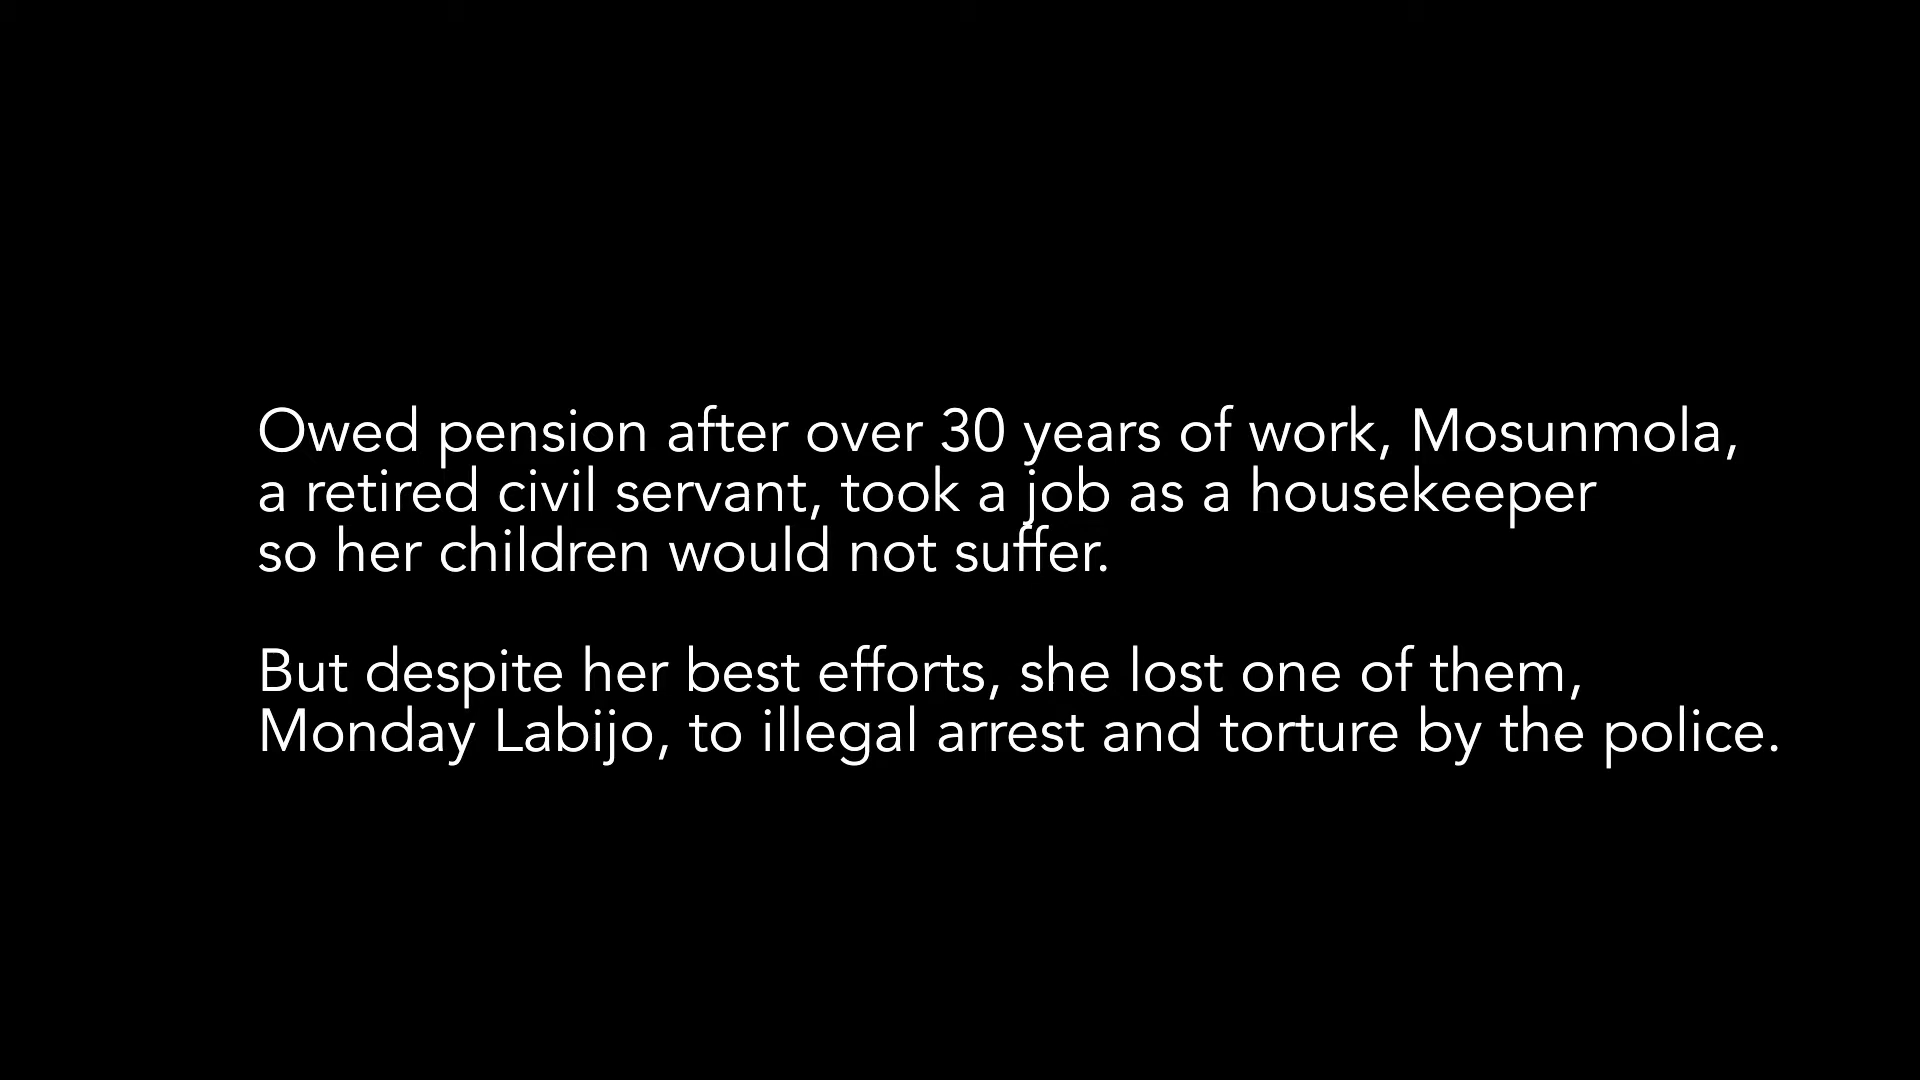 Owed pension after over 30 years of work, Mosunmola,
a retired civil servant, took a job as a housekeeper
so her children would not suffer.
But despite her best efforts, she lost one of them,
Monday Labijo, to illegal arrest and torture by the police.